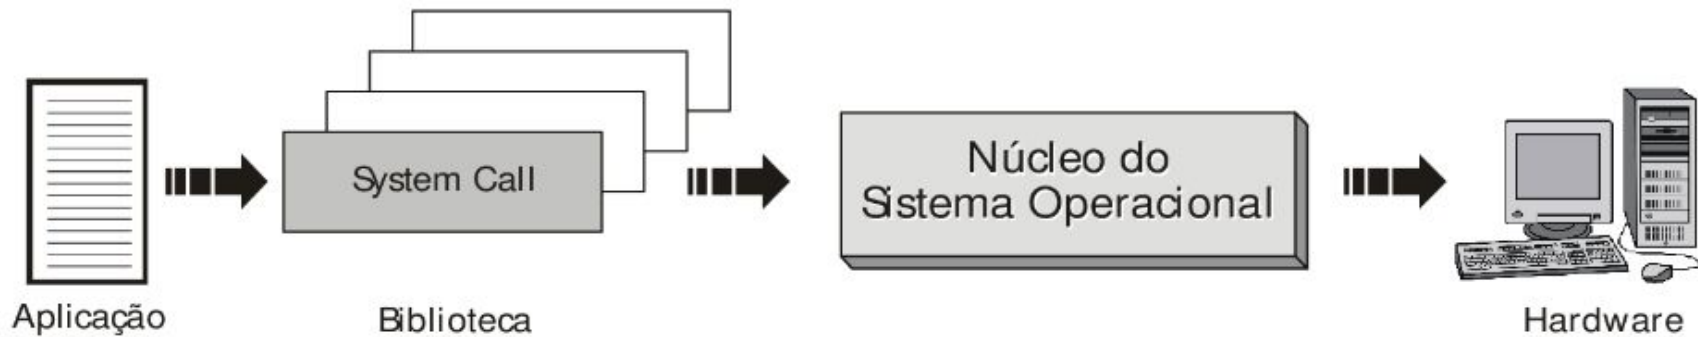 System Call
Núcleo do
Sistema Operacional
Aplicação
Biblioteca
Hardware